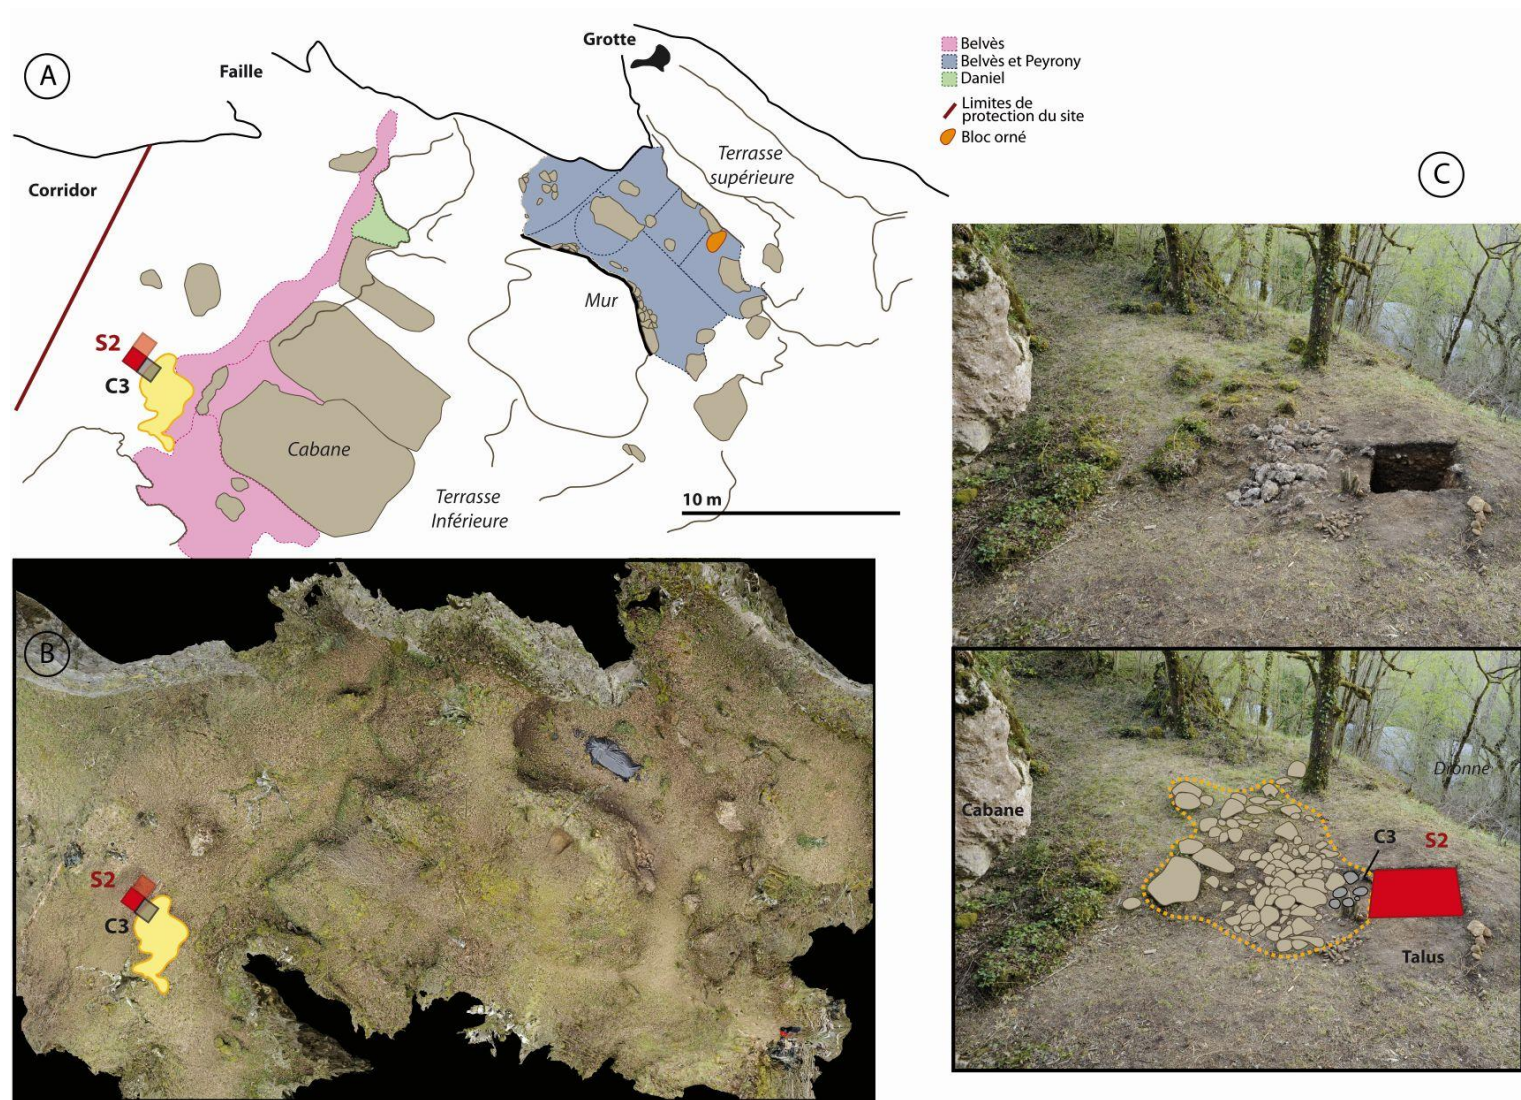 A
Faille
Grotte
Belvès
Belvès et Peyrony
Daniel
Limites de
protection du site
Bloc orné
Corridor
Terrasse
supérieure
Mur
S2
C3
Cabane
Terrasse
Inférieure
10 m
B
S2
C3
C
Cabane
Dronne
C3
S2
Talus